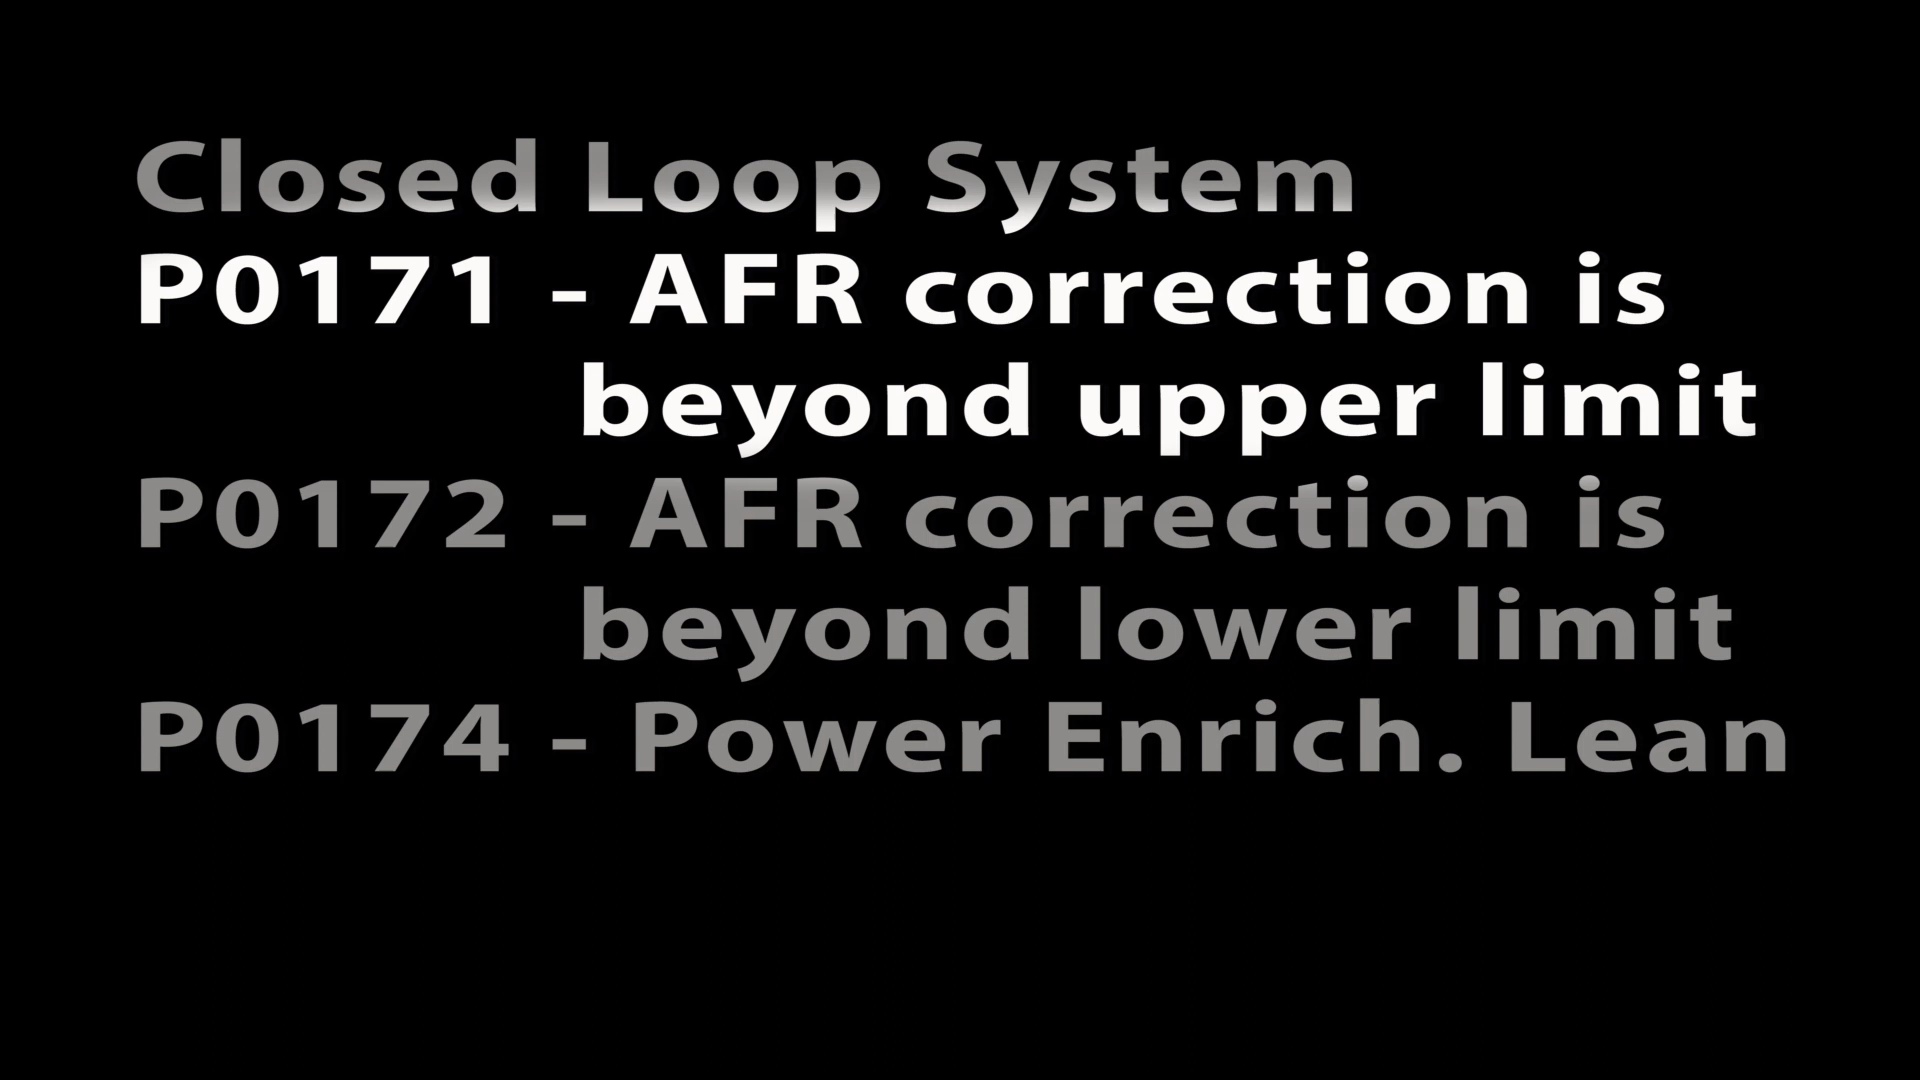 Closed Loop System
P0171 - AFR correction is
beyond upper limit
P0172 - AFR correction is
beyond lower limit
P0174 - Power Enrich. Lean